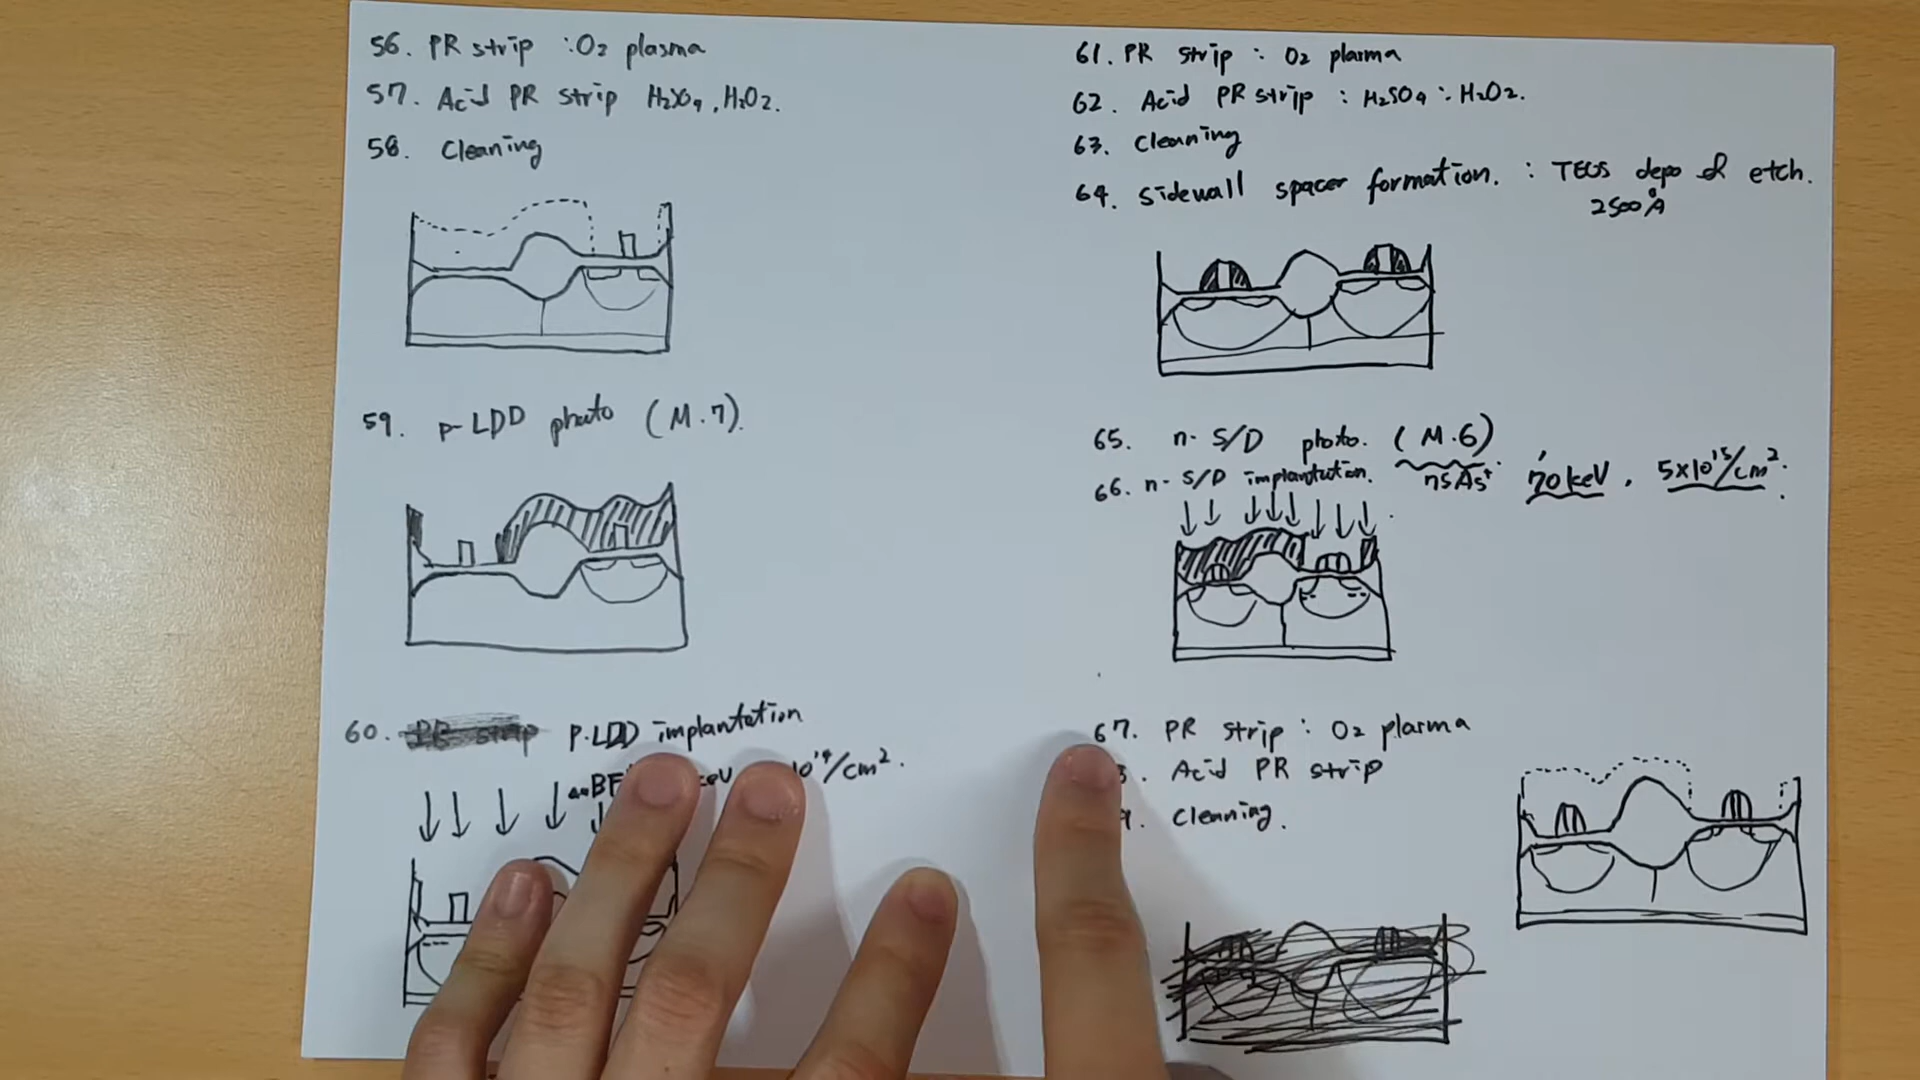 56. PR strip : O2 plasma
57. Acid PR strip H2SO4, H2O2.
58. Cleaning
59. p-LDD photo (M.7).
60. PR strip P.LDD implantation
/cm².
61. PR strip : O2 plasma
62. Acid PR strip : H2SO4 : H2O2.
63. Cleaning
64. Sidewall spacer formation. : TEOS depo & etch.
2500Å
65. n- S/D photo. (M.6)
66. n- S/D implantation. 75As⁺ 70keV, 5x10¹⁵/cm².
67. PR strip : O2 plasma
Acid PR strip
Cleaning.